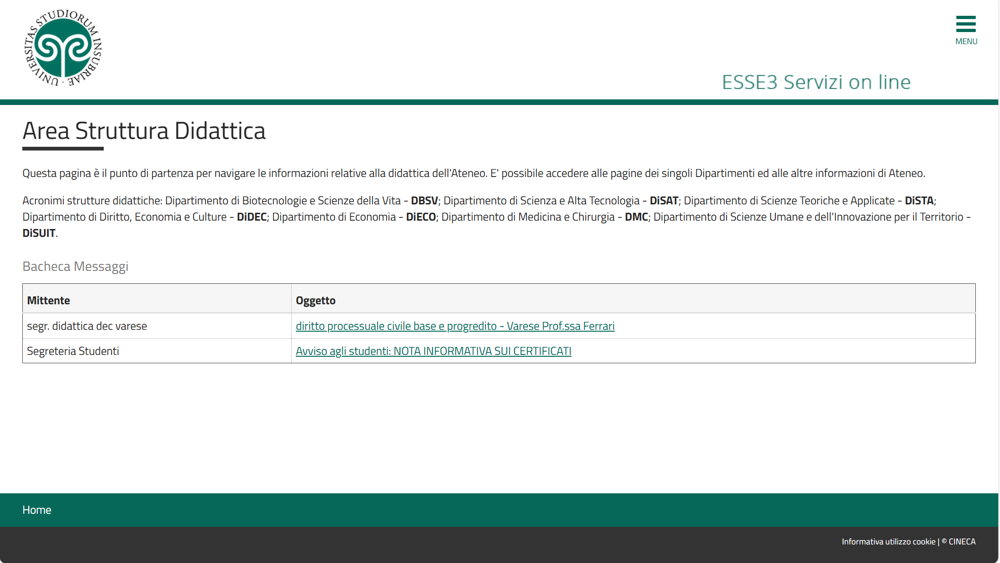 UNIVERSITAS STUDIORUM INSUBRIAE -
MENU
ESSE3 Servizi on line
Area Struttura Didattica
Questa pagina è il punto di partenza per navigare le informazioni relative alla didattica dell'Ateneo. E' possibile accedere alle pagine dei singoli Dipartimenti ed alle altre informazioni di Ateneo.
Acronimi strutture didattiche: Dipartimento di Biotecnologie e Scienze della Vita - DBSV; Dipartimento di Scienza e Alta Tecnologia - DiSAT; Dipartimento di Scienze Teoriche e Applicate - DiSTA;
Dipartimento di Diritto, Economia e Culture - DiDEC; Dipartimento di Economia - DiECO; Dipartimento di Medicina e Chirurgia - DMC; Dipartimento di Scienze Umane e dell'Innovazione per il Territorio -
DiSUIT.
Bacheca Messaggi
Mittente Oggetto
segr. didattica dec varese diritto processuale civile base e progredito - Varese Prof.ssa Ferrari
Segreteria Studenti Avviso agli studenti: NOTA INFORMATIVA SUI CERTIFICATI
Home
Informativa utilizzo cookie | © CINECA